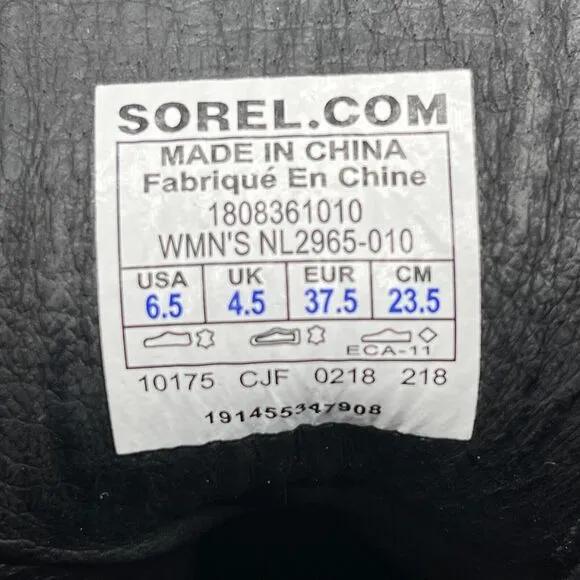 SOREL.COM
MADE IN CHINA
Fabriqué En Chine
1808361010
WMN'S NL2965-010
USA UK EUR CM
6.5 4.5 37.5 23.5
ECA-11
10175 CJF 0218 218
191455347908